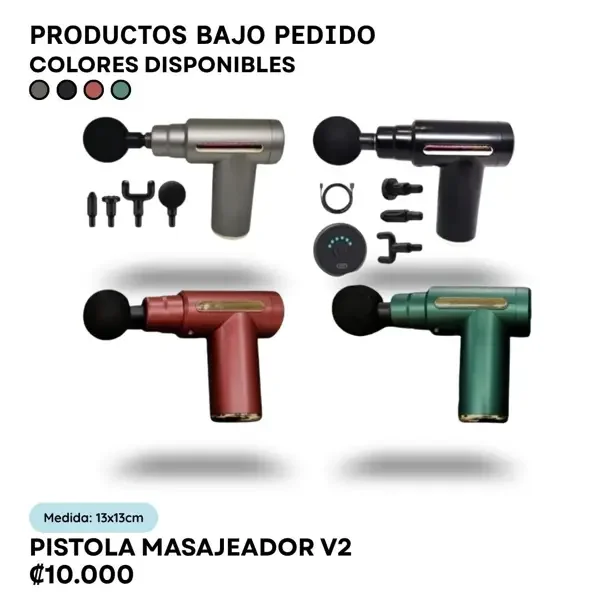 PRODUCTOS BAJO PEDIDO
COLORES DISPONIBLES
Medida: 13x13cm
PISTOLA MASAJEADOR V2
₡10.000